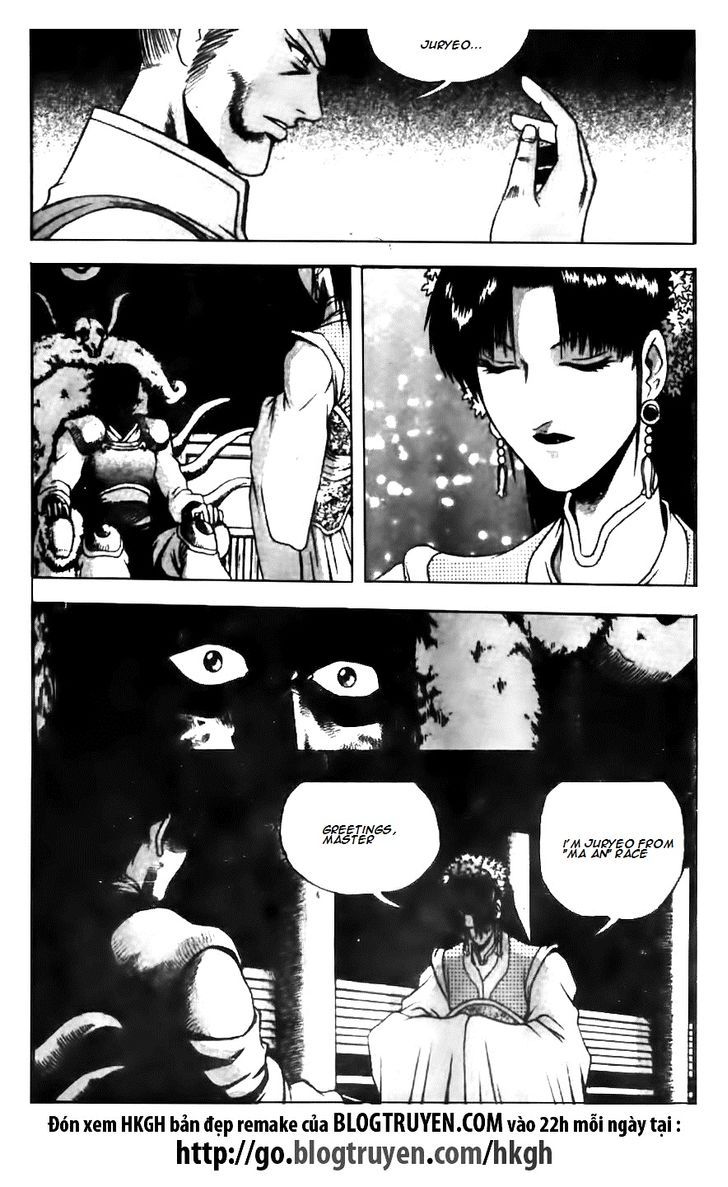 JURYEO...
GREETINGS,
MASTER
I'M JURYEO FROM
"MA AN" RACE
Đón xem HKGH bản đẹp remake của BLOGTRUYEN.COM vào 22h mỗi ngày tại :
http://go.blogtruyen.com/hkgh